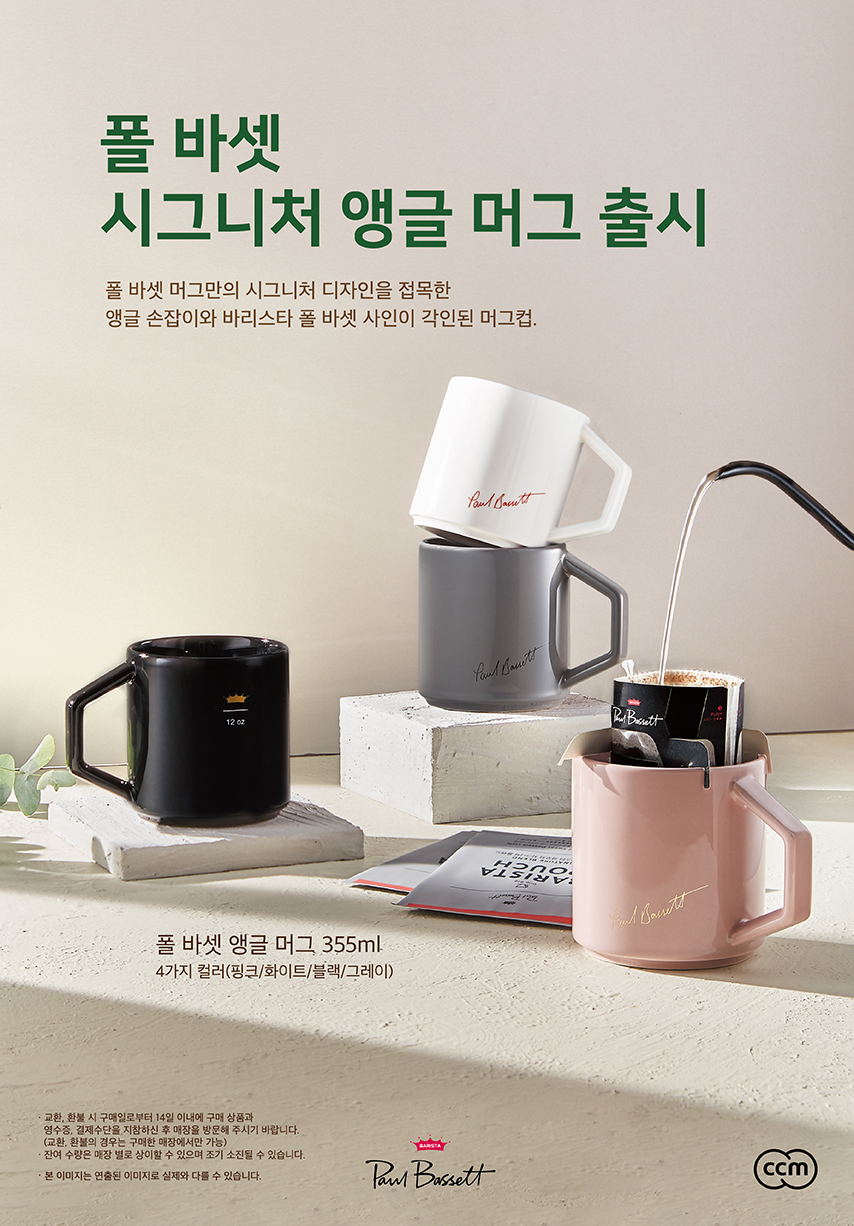 폴 바셋
시그니처 앵글 머그 출시
폴 바셋 머그만의 시그니처 디자인을 접목한
앵글 손잡이와 바리스타 폴 바셋 사인이 각인된 머그컵.
Paul Bassett
Paul Bassett
12 oz
Paul Bassett
BARISTA
POUCH
Paul Bassett
폴 바셋 앵글 머그 355ml
4가지 컬러(핑크/화이트/블랙/그레이)
· 교환, 환불 시 구매일로부터 14일 이내에 구매 상품과
영수증, 결제수단을 지참하신 후 매장을 방문해 주시기 바랍니다.
(교환, 환불의 경우는 구매한 매장에서만 가능)
· 잔여 수량은 매장 별로 상이할 수 있으며 조기 소진될 수 있습니다.
· 본 이미지는 연출된 이미지로 실제와 다를 수 있습니다.
BARISTA
Paul Bassett
ccm